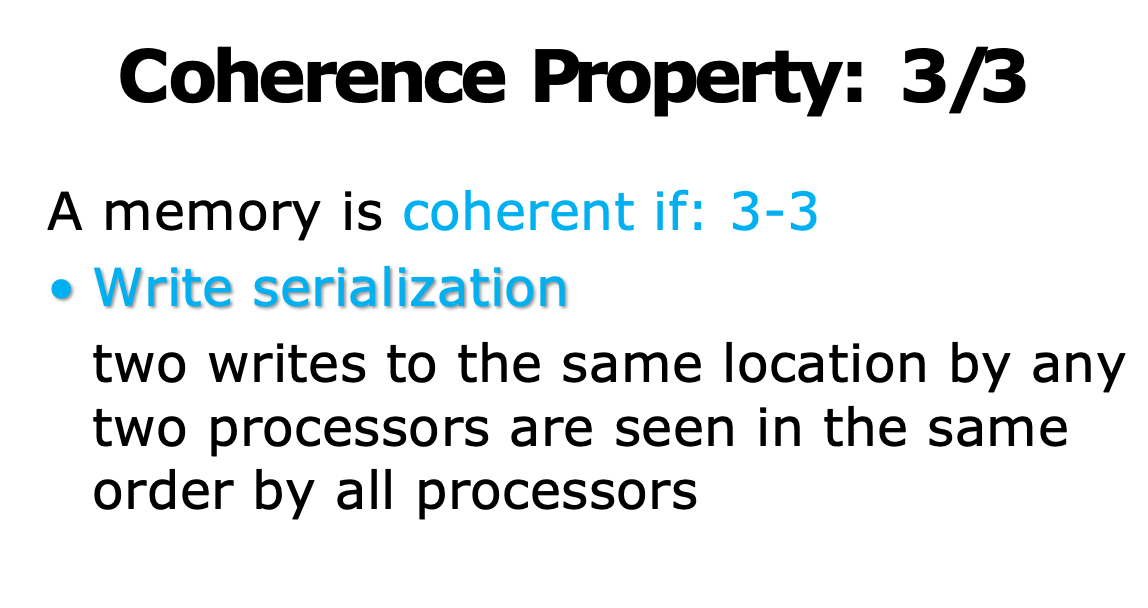 Coherence Property: 3/3
A memory is coherent if: 3-3
• Write serialization
two writes to the same location by any
two processors are seen in the same
order by all processors